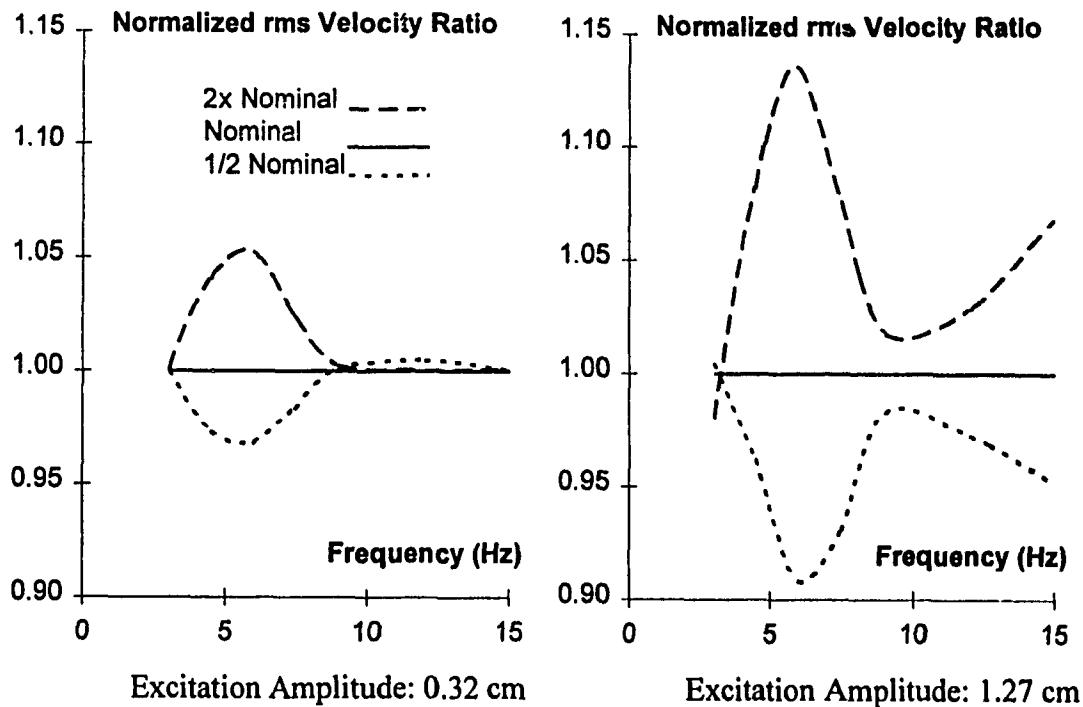 Normalized rms Velocity Ratio
1.15
1.10
1.05
1.00
0.95
0.90
2x Nominal
Nominal
1/2 Nominal
Frequency (Hz)
0 5 10 15
Excitation Amplitude: 0.32 cm
Normalized rms Velocity Ratio
1.15
1.10
1.05
1.00
0.95
0.90
Frequency (Hz)
0 5 10 15
Excitation Amplitude: 1.27 cm